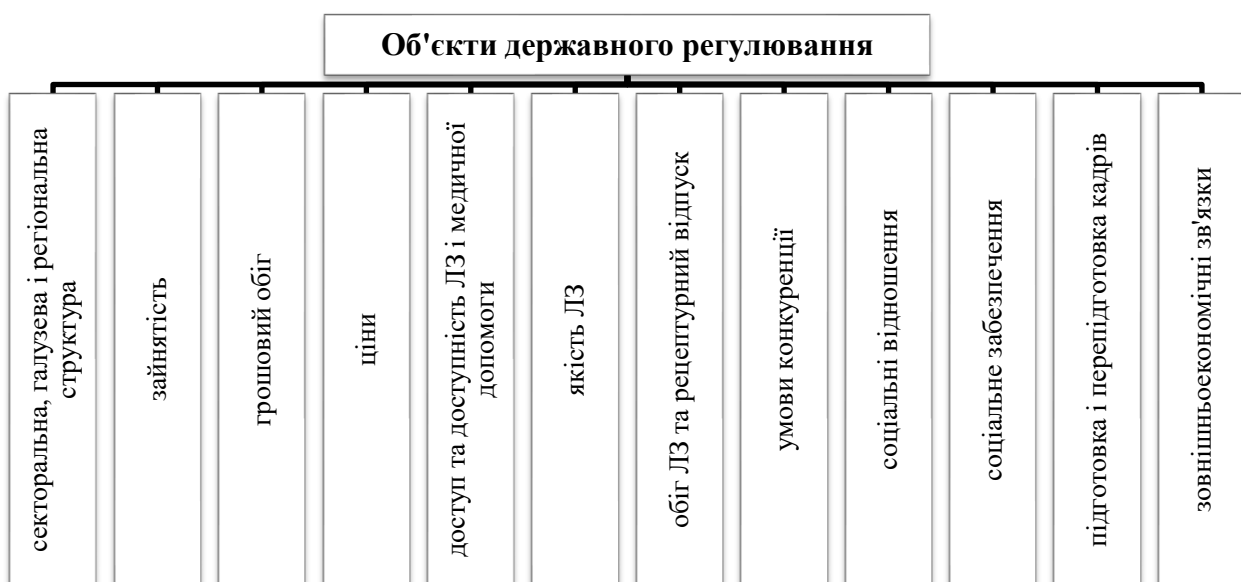 Об'єкти державного регулювання
секторальна, галузева і регіональна
структура
зайнятість
грошовий обіг
ціни
доступ та доступність ЛЗ і медичної
допомоги
якість ЛЗ
обіг ЛЗ та рецептурний відпуск
умови конкуренції
соціальні відношення
соціальне забезпечення
підготовка і перепідготовка кадрів
зовнішньоекономічні зв'язки